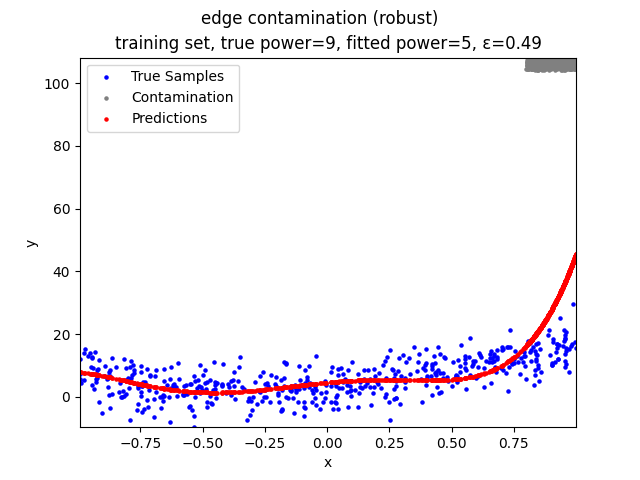 edge contamination (robust)
training set, true power=9, fitted power=5, ε=0.49
True Samples
Contamination
Predictions
y
100
80
60
40
20
0
−0.75
−0.50
−0.25
0.00
0.25
0.50
0.75
x